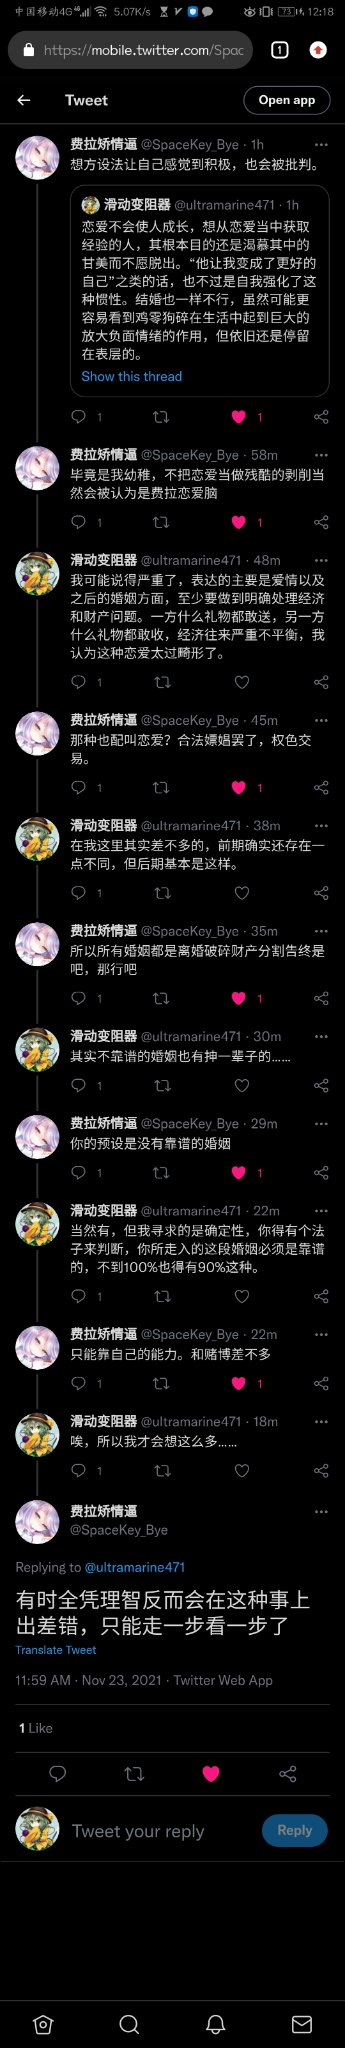 中国移动4G 5.07K/s 73 12:18
https://mobile.twitter.com/Spac 1
Tweet Open app
费拉矫情逼 @SpaceKey_Bye · 1h
想方设法让自己感觉到积极，也会被批判。
滑动变阻器 @ultramarine471 · 1h
恋爱不会使人成长，想从恋爱当中获取
经验的人，其根本目的还是渴慕其中的
甘美而不愿脱出。“他让我变成了更好的
自己”之类的话，也不过是自我强化了这
种惯性。结婚也一样不行，虽然可能更
容易看到鸡零狗碎在生活中起到巨大的
放大负面情绪的作用，但依旧还是停留
在表层的。
Show this thread
1 1
费拉矫情逼 @SpaceKey_Bye · 58m
毕竟是我幼稚，不把恋爱当做残酷的剥削当
然会被认为是费拉恋爱脑
1 1
滑动变阻器 @ultramarine471 · 48m
我可能说得严重了，表达的主要是爱情以及
之后的婚姻方面，至少要做到明确处理经济
和财产问题。一方什么礼物都敢送，另一方
什么礼物都敢收，经济往来严重不平衡，我
认为这种恋爱太过畸形了。
1
费拉矫情逼 @SpaceKey_Bye · 45m
那种也配叫恋爱？合法嫖娼罢了，权色交
易。
1 1
滑动变阻器 @ultramarine471 · 38m
在我这里其实差不多的，前期确实还存在一
点不同，但后期基本是这样。
1
费拉矫情逼 @SpaceKey_Bye · 35m
所以所有婚姻都是离婚破碎财产分割告终是
吧，那行吧
1 1
滑动变阻器 @ultramarine471 · 30m
其实不靠谱的婚姻也有抻一辈子的……
1
费拉矫情逼 @SpaceKey_Bye · 29m
你的预设是没有靠谱的婚姻
1 1
滑动变阻器 @ultramarine471 · 22m
当然有，但我寻求的是确定性，你得有个法
子来判断，你所走入的这段婚姻必须是靠谱
的，不到100%也得有90%这种。
1
费拉矫情逼 @SpaceKey_Bye · 22m
只能靠自己的能力。和赌博差不多
1 1
滑动变阻器 @ultramarine471 · 18m
唉，所以我才会想这么多……
1
费拉矫情逼
@SpaceKey_Bye
Replying to @ultramarine471
有时全凭理智反而会在这种事上
出差错，只能走一步看一步了
Translate Tweet
11:59 AM · Nov 23, 2021 · Twitter Web App
1 Like
Tweet your reply Reply